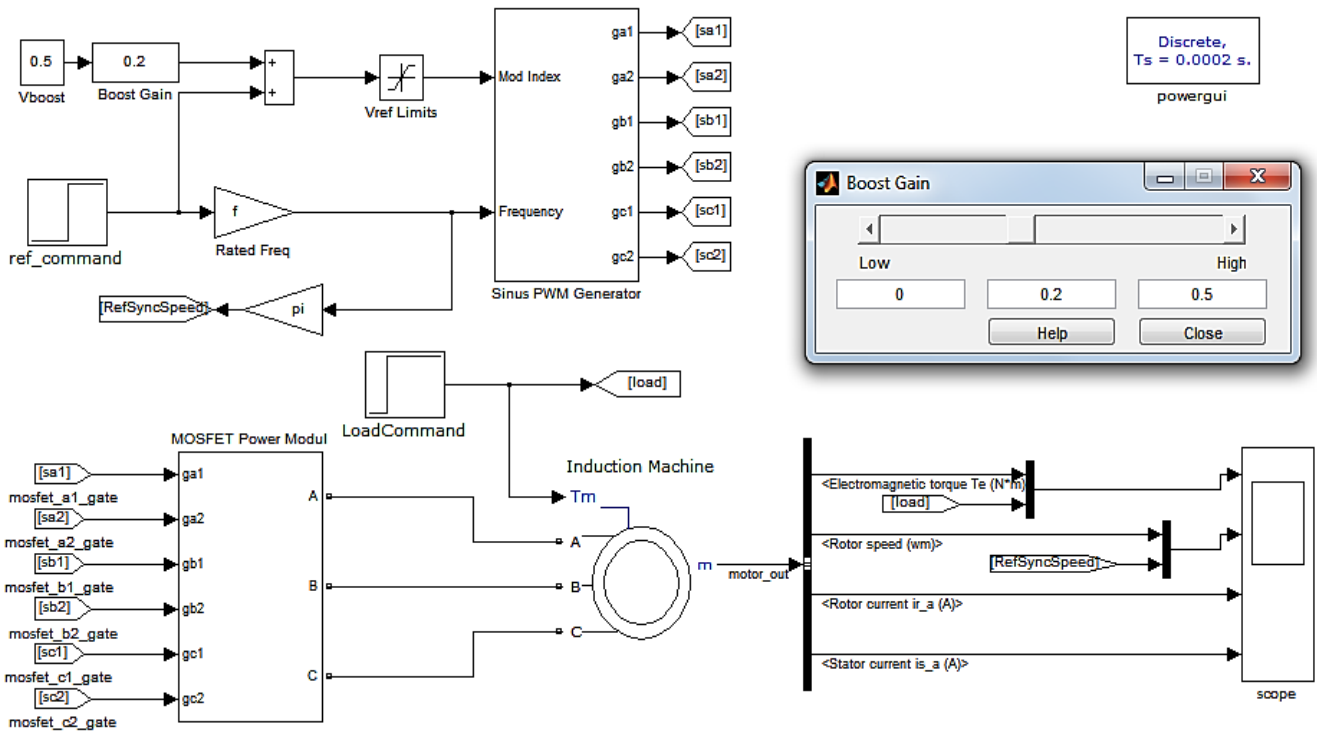 0.5
Vboost
0.2
Boost Gain
+
+
Vref Limits
Mod Index
Frequency
ga1
ga2
gb1
gb2
gc1
gc2
Sinus PWM Generator
[sa1]
[sa2]
[sb1]
[sb2]
[sc1]
[sc2]
Discrete,
Ts = 0.0002 s.
powergui
ref_command
f
Rated Freq
pi
[RefSyncSpeed]
Boost Gain
Low
High
0
0.2
0.5
Help
Close
LoadCommand
[load]
MOSFET Power Modul
[sa1]
mosfet_a1_gate
[sa2]
mosfet_a2_gate
[sb1]
mosfet_b1_gate
[sb2]
mosfet_b2_gate
[sc1]
mosfet_c1_gate
[sc2]
mosfet_c2_gate
ga1
ga2
gb1
gb2
gc1
gc2
A
B
C
Induction Machine
Tm
A
B
C
m
motor_out
<Electromagnetic torque Te (N*m)
[load]
<Rotor speed (wm)>
[RefSyncSpeed]
<Rotor current ir_a (A)>
<Stator current is_a (A)>
scope